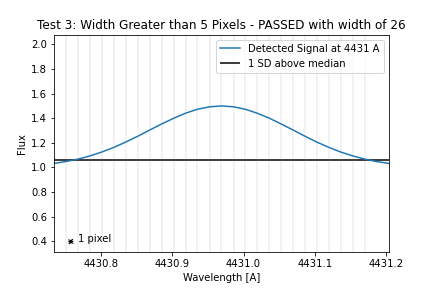 Test 3: Width Greater than 5 Pixels - PASSED with width of 26
2.0
1.8
1.6
1.4
1.2
1.0
0.8
0.6
0.4
Flux
Detected Signal at 4431 A
1 SD above median
1 pixel
4430.8 4430.9 4431.0 4431.1 4431.2
Wavelength [A]